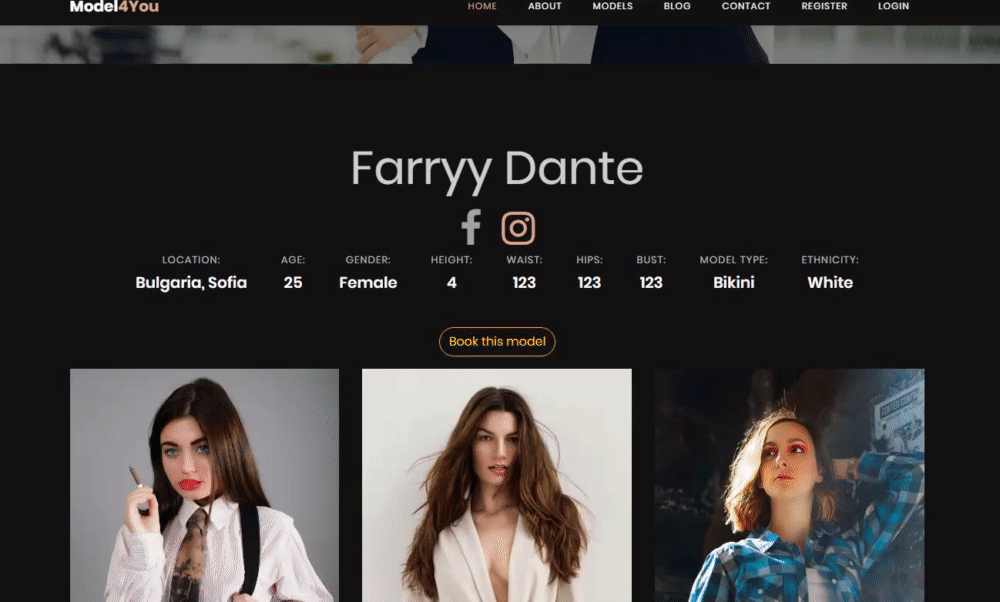 Model4You
HOME ABOUT MODELS BLOG CONTACT REGISTER LOGIN
Farryy Dante
LOCATION: AGE: GENDER: HEIGHT: WAIST: HIPS: BUST: MODEL TYPE: ETHNICITY:
Bulgaria, Sofia 25 Female 4 123 123 123 Bikini White
Book this model